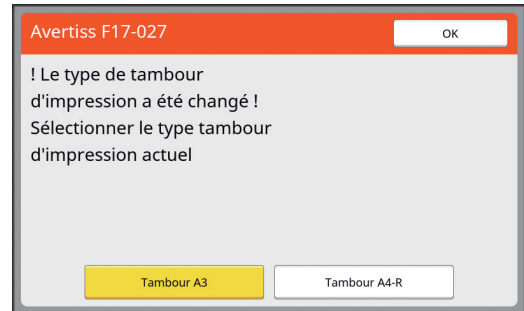 Avertiss F17-027
OK
! Le type de tambour
d'impression a été changé !
Sélectionner le type tambour
d'impression actuel
Tambour A3
Tambour A4-R